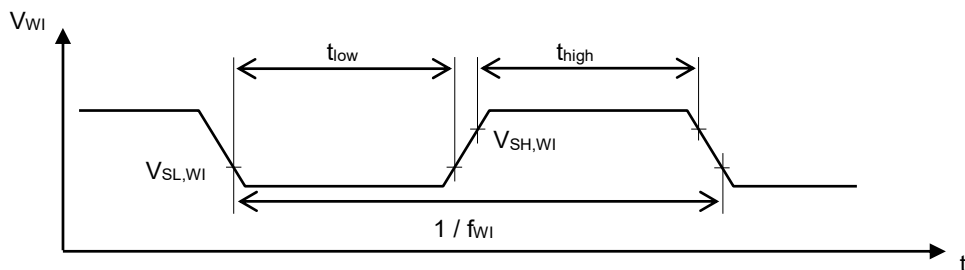 VWI
tlow
thigh
VSH,WI
VSL,WI
1 / fWI
t